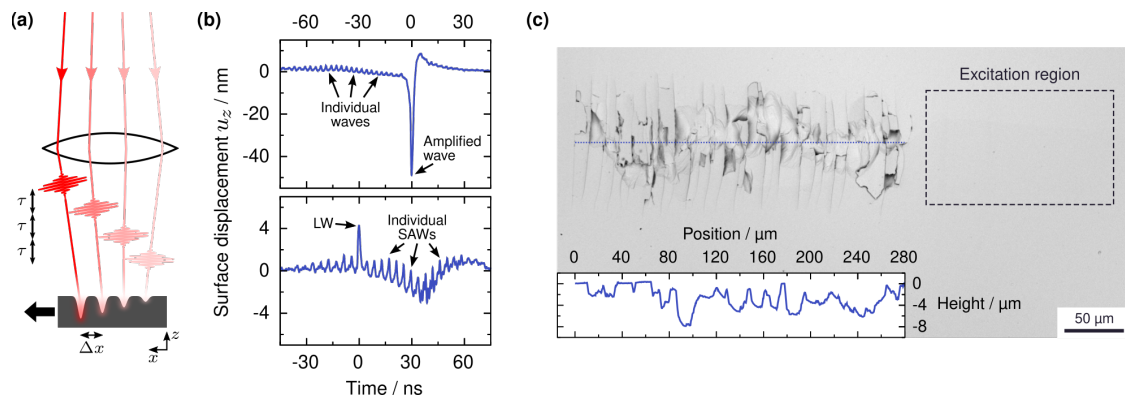 (a)
τ
τ
τ
Δx
z
x
(b)
-60 -30 0 30
0
-20
-40
Individual
waves
Amplified
wave
Surface displacement uz / nm
4
0
-4
LW
Individual
SAWs
-30 0 30 60
Time / ns
(c)
Excitation region
Position / µm
0 40 80 120 160 200 240 280
0
-4
-8
Height / µm
50 µm